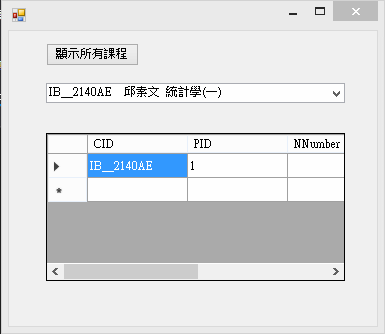 顯示所有課程
IB__2140AE 邱素文 統計學(一)
CID PID NNumber
IB__2140AE 1